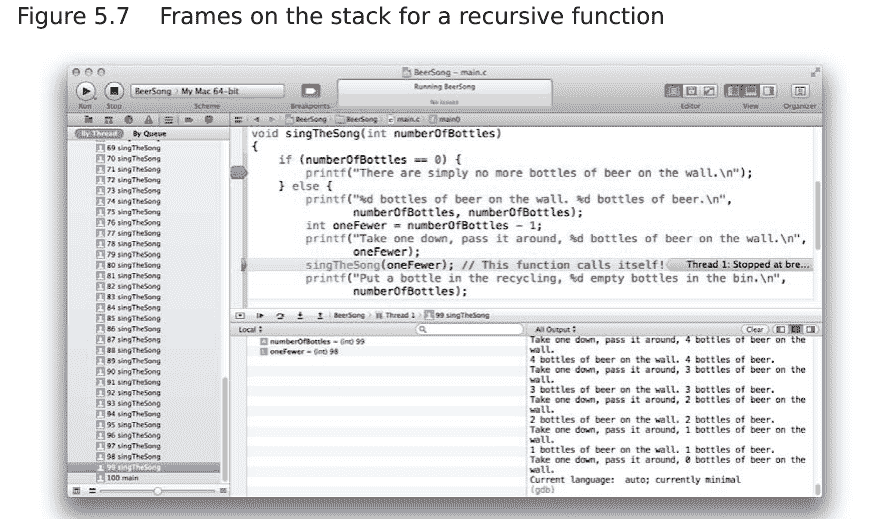 Figure 5.7    Frames on the stack for a recursive function
BeerSong – main.c
BeerSong › My Mac 64-bit
Running BeerSong
No Issues
Run Stop Scheme Breakpoints Editor View Organizer
BeerSong › BeerSong › main.c › main()
By Thread By Queue
69 singTheSong
70 singTheSong
71 singTheSong
72 singTheSong
73 singTheSong
74 singTheSong
75 singTheSong
76 singTheSong
77 singTheSong
78 singTheSong
79 singTheSong
80 singTheSong
81 singTheSong
82 singTheSong
83 singTheSong
84 singTheSong
85 singTheSong
86 singTheSong
87 singTheSong
88 singTheSong
89 singTheSong
90 singTheSong
91 singTheSong
92 singTheSong
93 singTheSong
94 singTheSong
95 singTheSong
96 singTheSong
97 singTheSong
98 singTheSong
99 singTheSong
100 main
void singTheSong(int numberOfBottles)
{
if (numberOfBottles == 0) {
printf("There are simply no more bottles of beer on the wall.\n");
} else {
printf("%d bottles of beer on the wall. %d bottles of beer.\n",
numberOfBottles, numberOfBottles);
int oneFewer = numberOfBottles - 1;
printf("Take one down, pass it around, %d bottles of beer on the wall.\n",
oneFewer);
singTheSong(oneFewer); // This function calls itself! Thread 1: Stopped at bre...
printf("Put a bottle in the recycling, %d empty bottles in the bin.\n",
numberOfBottles);
BeerSong › Thread 1 › 99 singTheSong
Local
numberOfBottles = (int) 99
oneFewer = (int) 98
All Output Clear
Take one down, pass it around, 4 bottles of beer on the
wall.
4 bottles of beer on the wall. 4 bottles of beer.
Take one down, pass it around, 3 bottles of beer on the
wall.
3 bottles of beer on the wall. 3 bottles of beer.
Take one down, pass it around, 2 bottles of beer on the
wall.
2 bottles of beer on the wall. 2 bottles of beer.
Take one down, pass it around, 1 bottles of beer on the
wall.
1 bottles of beer on the wall. 1 bottles of beer.
Take one down, pass it around, 0 bottles of beer on the
wall.
Current language:  auto; currently minimal
(gdb)